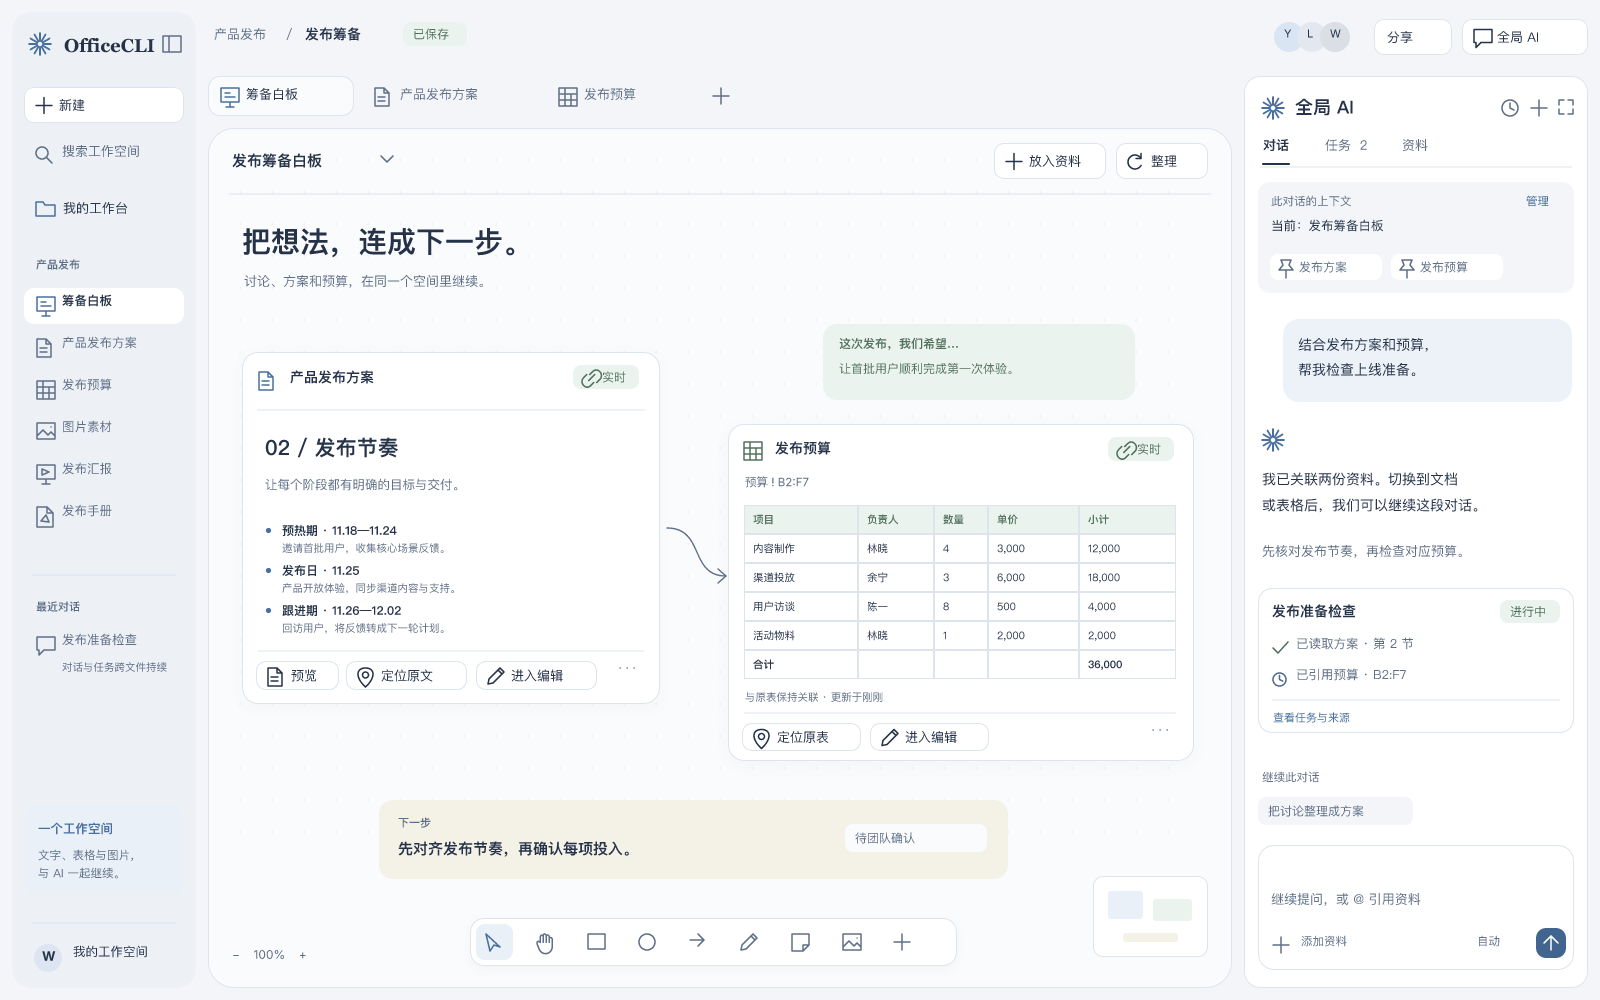 OfficeCLI
新建
搜索工作空间
我的工作台
产品发布
筹备白板
产品发布方案
发布预算
图片素材
发布汇报
发布手册
最近对话
发布准备检查
对话与任务跨文件持续
一个工作空间
文字、表格与图片，
与 AI 一起继续。
W 我的工作空间
产品发布 / 发布筹备 已保存
Y L W 分享 全局 AI
筹备白板 产品发布方案 发布预算
发布筹备白板 放入资料 整理
把想法，连成下一步。
讨论、方案和预算，在同一个空间里继续。
产品发布方案 实时
02 / 发布节奏
让每个阶段都有明确的目标与交付。
预热期 · 11.18—11.24
邀请首批用户，收集核心场景反馈。
发布日 · 11.25
产品开放体验，同步渠道内容与支持。
跟进期 · 11.26—12.02
回访用户，将反馈转成下一轮计划。
预览 定位原文 进入编辑 ···
这次发布，我们希望...
让首批用户顺利完成第一次体验。
发布预算 实时
预算 ! B2:F7
项目 负责人 数量 单价 小计
内容制作 林晓 4 3,000 12,000
渠道投放 余宁 3 6,000 18,000
用户访谈 陈一 8 500 4,000
活动物料 林晓 1 2,000 2,000
合计 36,000
与原表保持关联 · 更新于刚刚
定位原表 进入编辑 ···
下一步
先对齐发布节奏，再确认每项投入。
待团队确认
− 100% +
全局 AI
对话 任务 2 资料
此对话的上下文 管理
当前：发布筹备白板
发布方案 发布预算
结合发布方案和预算，
帮我检查上线准备。
我已关联两份资料。切换到文档
或表格后，我们可以继续这段对话。
先核对发布节奏，再检查对应预算。
发布准备检查 进行中
已读取方案 · 第 2 节
已引用预算 · B2:F7
查看任务与来源
继续此对话
把讨论整理成方案
继续提问，或 @ 引用资料
添加资料 自动